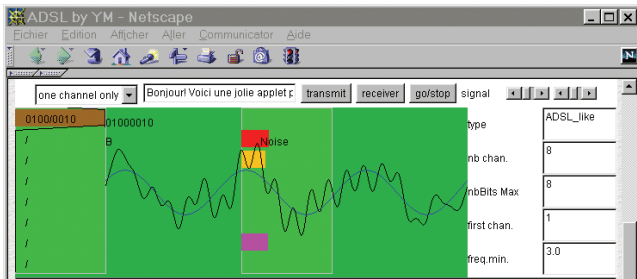 ADSL by YM - Netscape
Fichier Edition Afficher Aller Communicator Aide
N
one channel only Bonjour! Voici une jolie applet p transmit receiver go/stop signal
0100/0010 01000010 type ADSL_like
/ B Noise
/ nb chan. 8
/ nbBits Max 8
/
/ first chan. 1
/ freq.min. 3.0
/